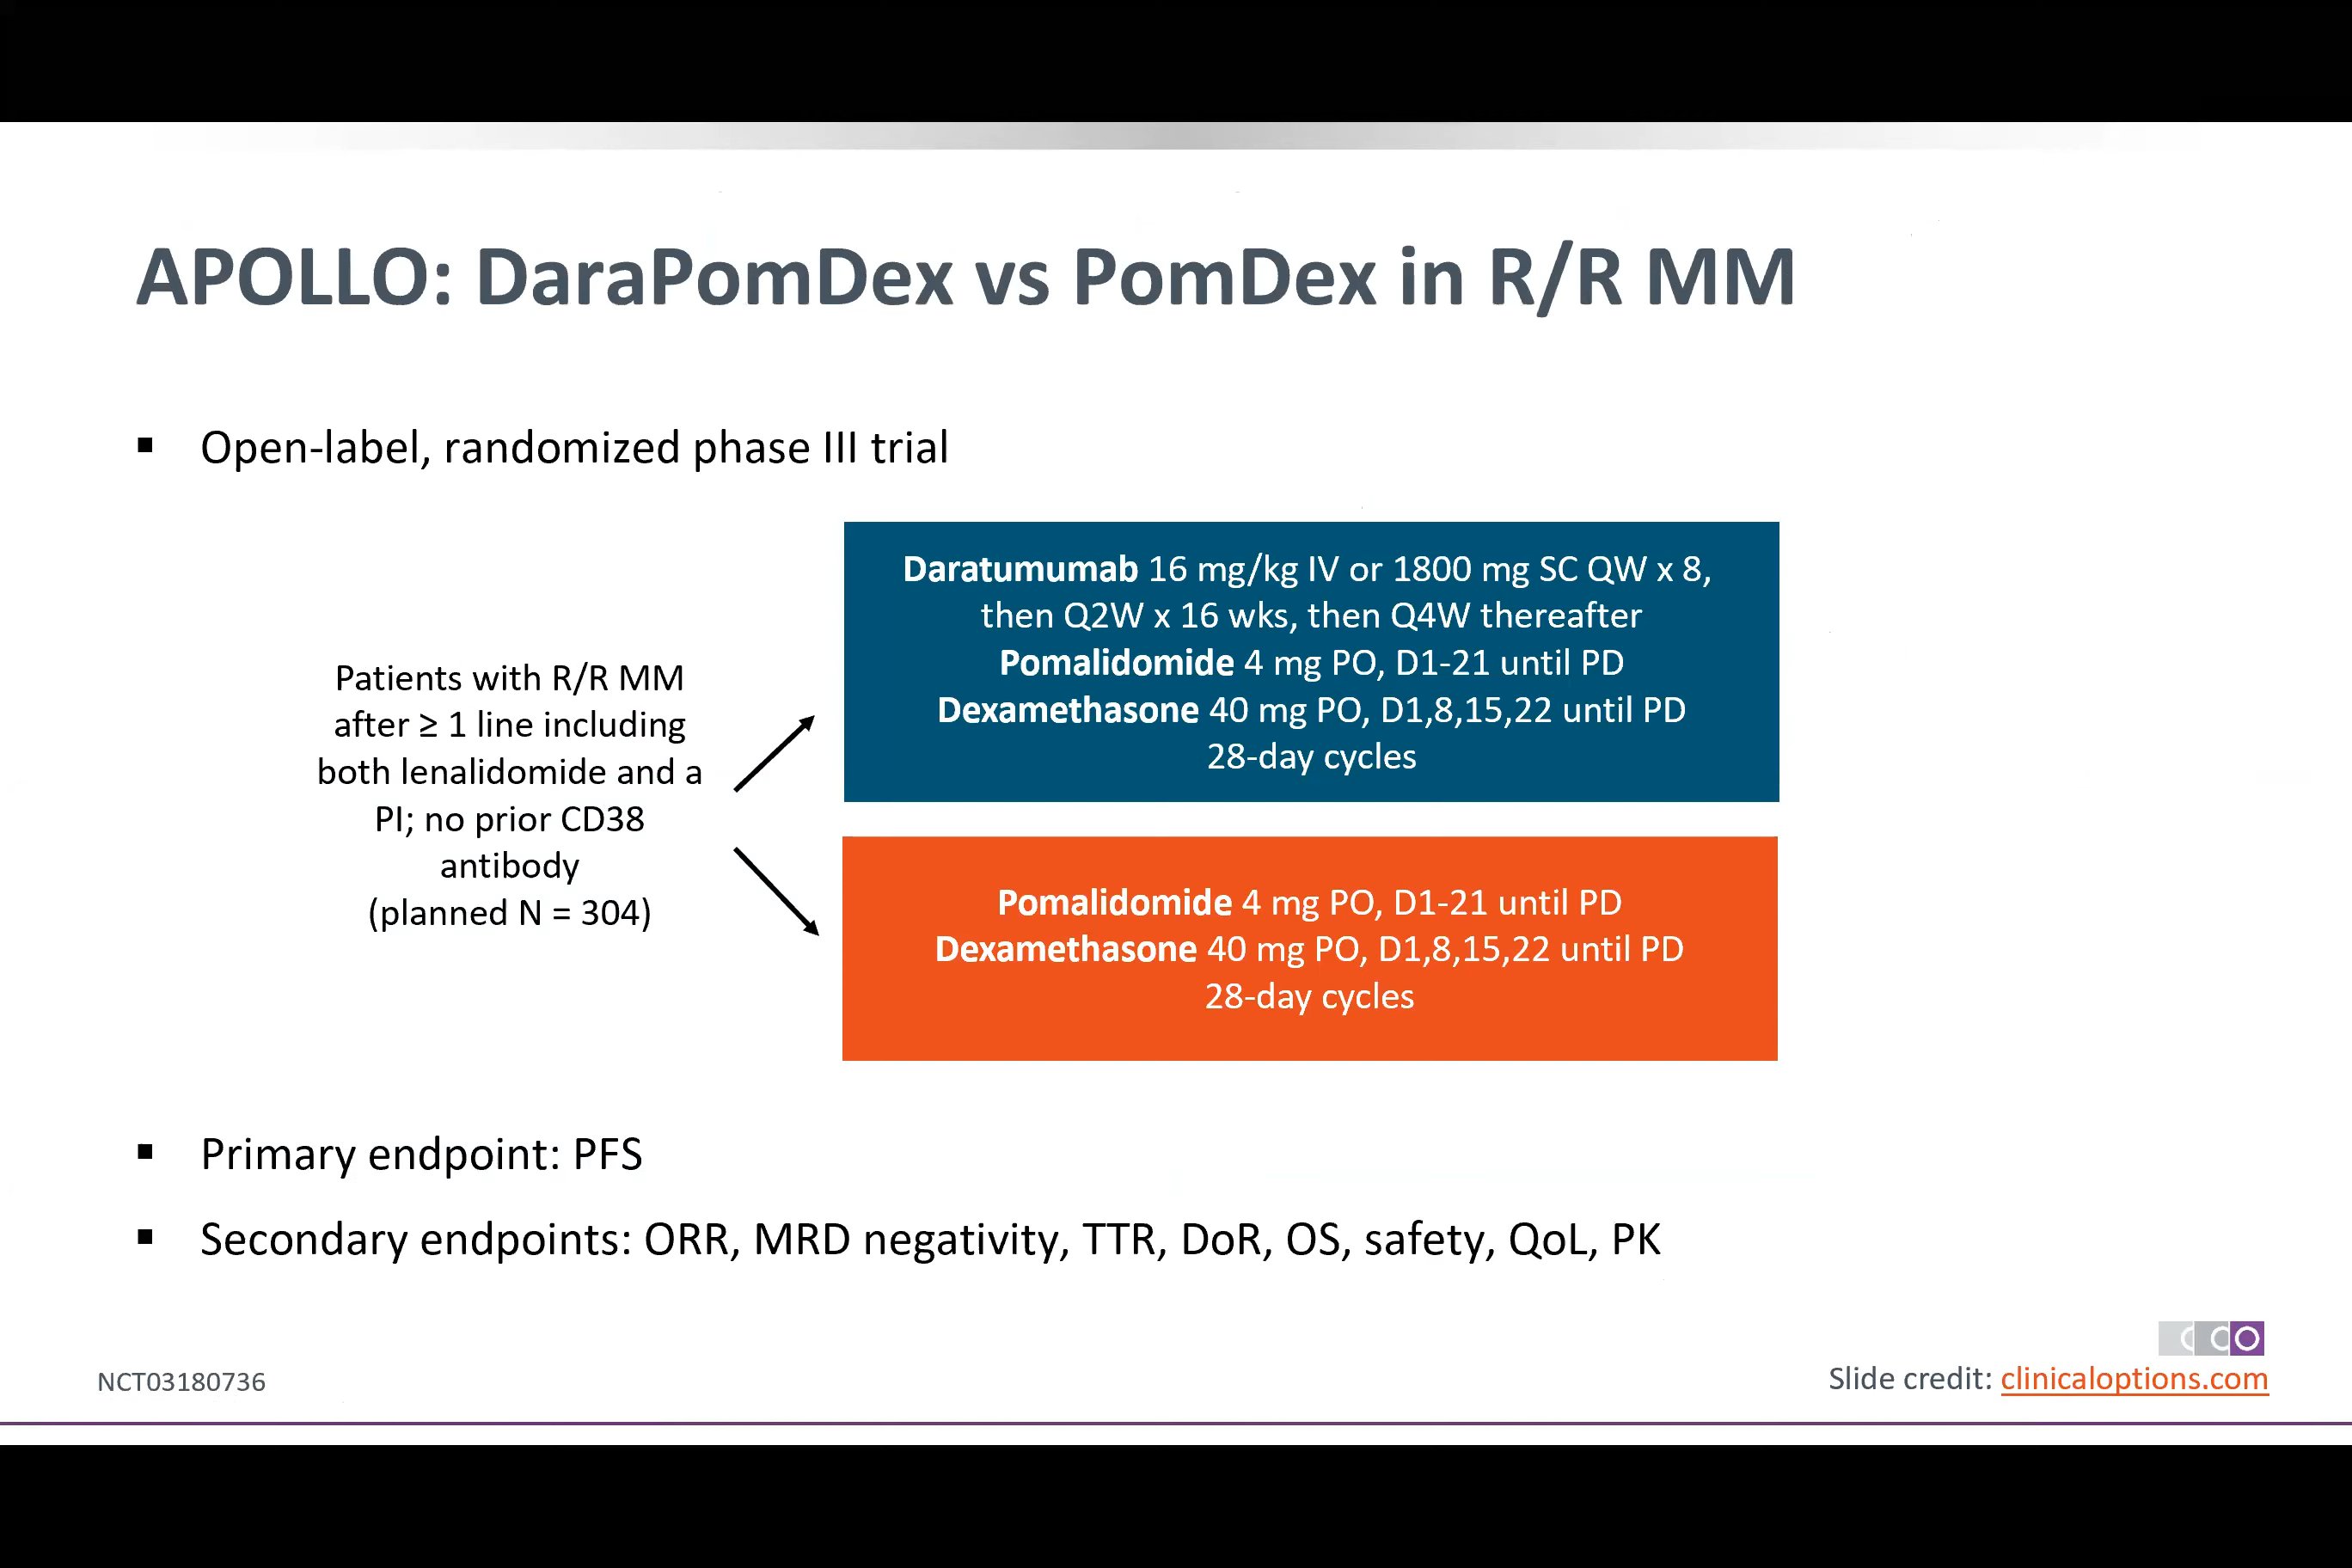 APOLLO: DaraPomDex vs PomDex in R/R MM
▪ Open-label, randomized phase III trial
Patients with R/R MM
after ≥ 1 line including
both lenalidomide and a
PI; no prior CD38
antibody
(planned N = 304)
Daratumumab 16 mg/kg IV or 1800 mg SC QW x 8,
then Q2W x 16 wks, then Q4W thereafter
Pomalidomide 4 mg PO, D1-21 until PD
Dexamethasone 40 mg PO, D1,8,15,22 until PD
28-day cycles
Pomalidomide 4 mg PO, D1-21 until PD
Dexamethasone 40 mg PO, D1,8,15,22 until PD
28-day cycles
▪ Primary endpoint: PFS
▪ Secondary endpoints: ORR, MRD negativity, TTR, DoR, OS, safety, QoL, PK
CCO
NCT03180736
Slide credit: clinicaloptions.com